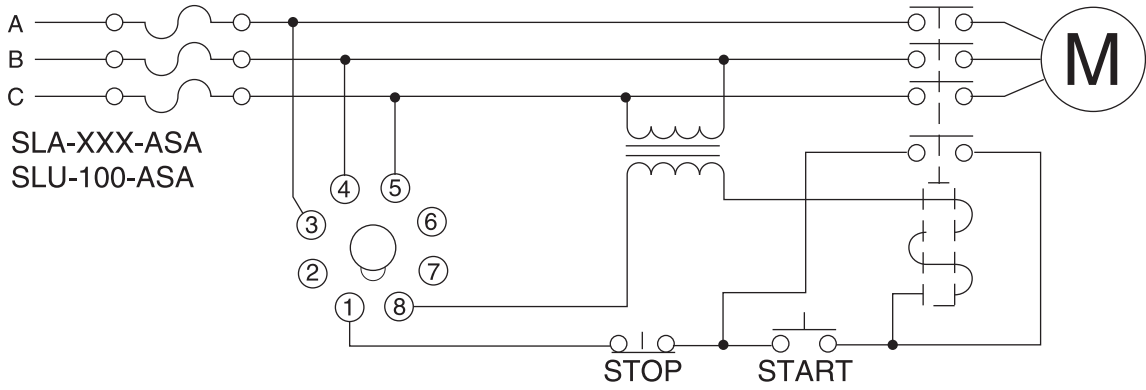 A
B
C
M
SLA-XXX-ASA
SLU-100-ASA
4
5
3
6
2
7
1
8
STOP
START